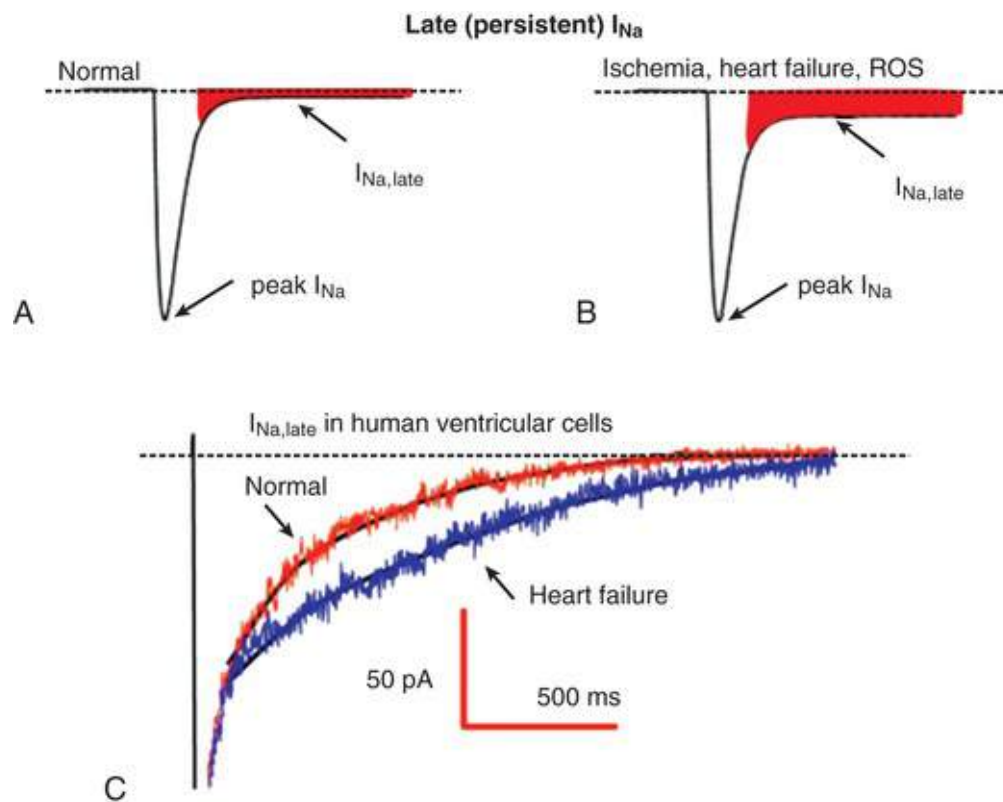 Late (persistent) INa
Normal
INa,late
peak INa
A
Ischemia, heart failure, ROS
INa,late
peak INa
B
INa,late in human ventricular cells
Normal
Heart failure
50 pA
500 ms
C